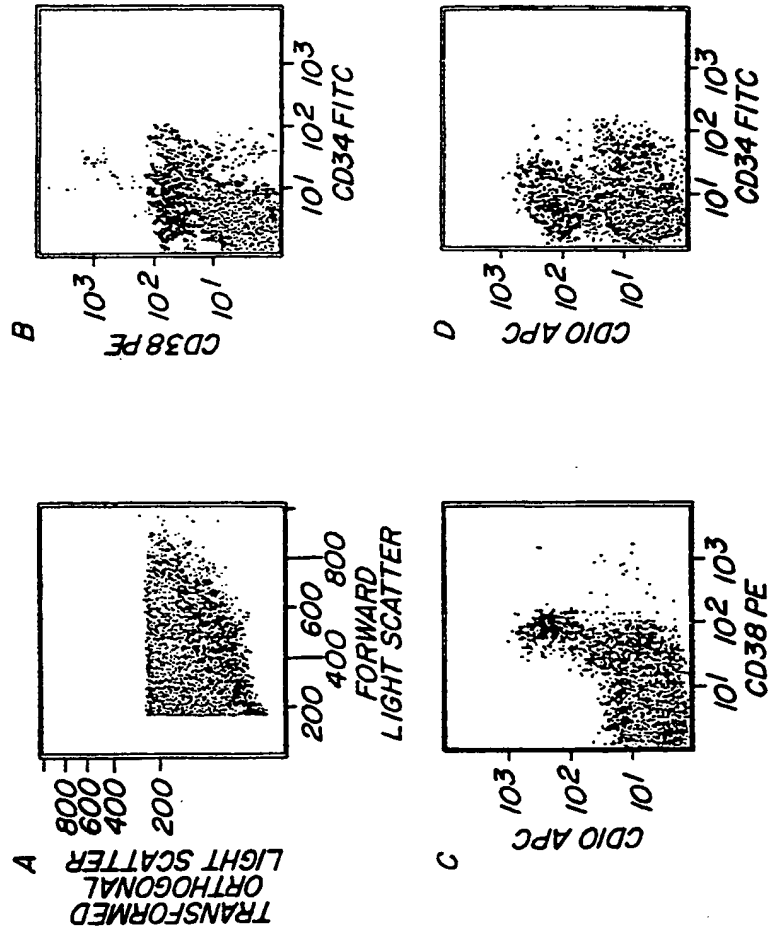 A
TRANSFORMED
ORTHOGONAL
LIGHT SCATTER
800
600
400
200
200 400 600 800
FORWARD
LIGHT SCATTER
B
CD38 PE
10³
10²
10¹
10¹ 10² 10³
CD34 FITC
C
CD10 APC
10³
10²
10¹
10¹ 10² 10³
CD38 PE
D
CD10 APC
10³
10²
10¹
10¹ 10² 10³
CD34 FITC